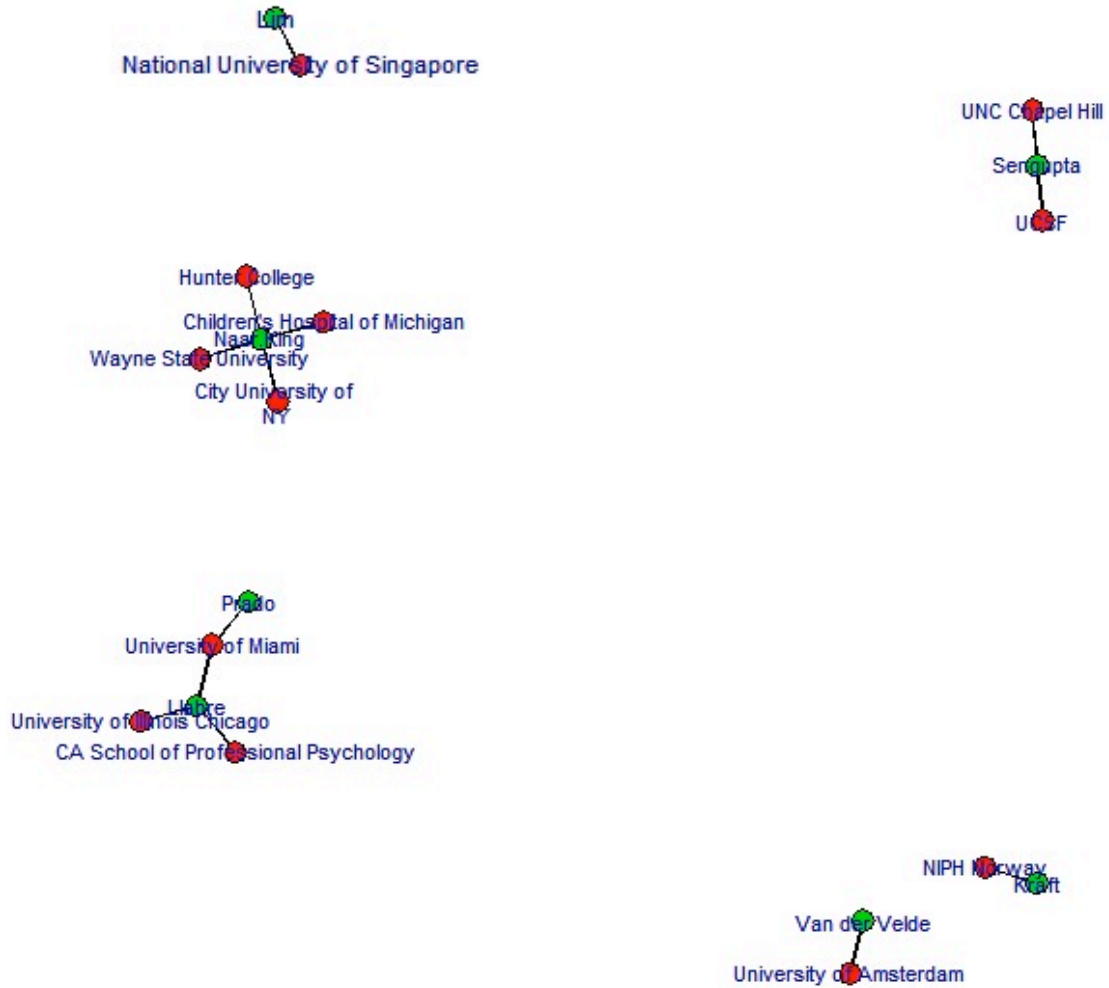 Lim
National University of Singapore
UNC Chapel Hill
Sengupta
UCSF
Hunter College
Children's Hospital of Michigan
Naar-King
Wayne State University
City University of
NY
Prado
University of Miami
Llabre
University of Illinois Chicago
CA School of Professional Psychology
NIPH Norway
Kraft
Van der Velde
University of Amsterdam